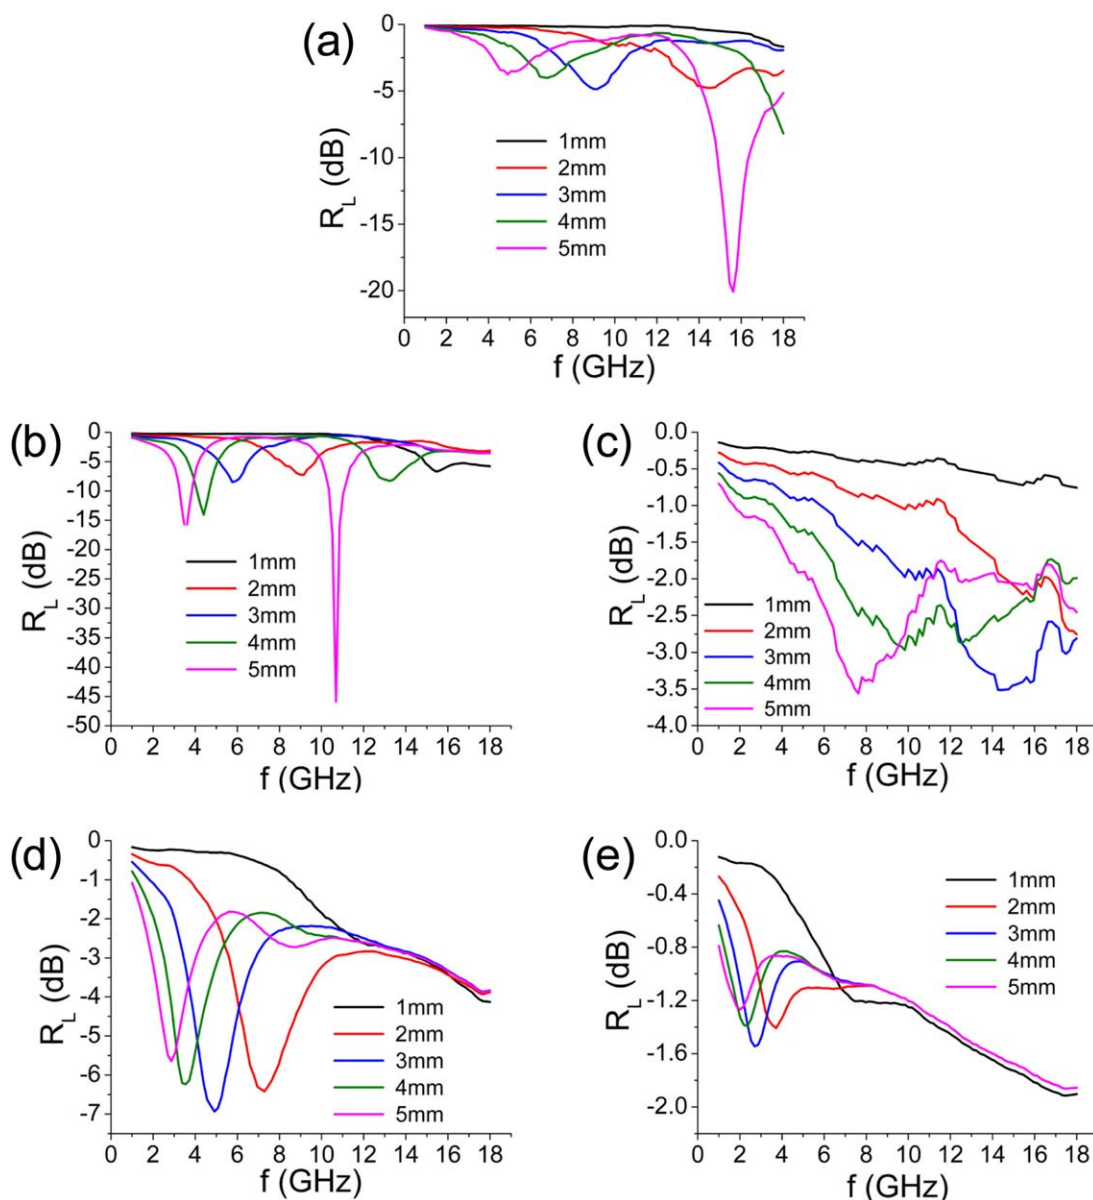 (a)
0
-5
-10
-15
-20
R_L (dB)
1mm
2mm
3mm
4mm
5mm
0 2 4 6 8 10 12 14 16 18
f (GHz)
(b)
0
-5
-10
-15
-20
-25
-30
-35
-40
-45
-50
R_L (dB)
1mm
2mm
3mm
4mm
5mm
0 2 4 6 8 10 12 14 16 18
f (GHz)
(c)
0.0
-0.5
-1.0
-1.5
-2.0
-2.5
-3.0
-3.5
-4.0
R_L (dB)
1mm
2mm
3mm
4mm
5mm
0 2 4 6 8 10 12 14 16 18
f (GHz)
(d)
0
-1
-2
-3
-4
-5
-6
-7
R_L (dB)
1mm
2mm
3mm
4mm
5mm
0 2 4 6 8 10 12 14 16 18
f (GHz)
(e)
0.0
-0.4
-0.8
-1.2
-1.6
-2.0
R_L (dB)
1mm
2mm
3mm
4mm
5mm
0 2 4 6 8 10 12 14 16 18
f (GHz)